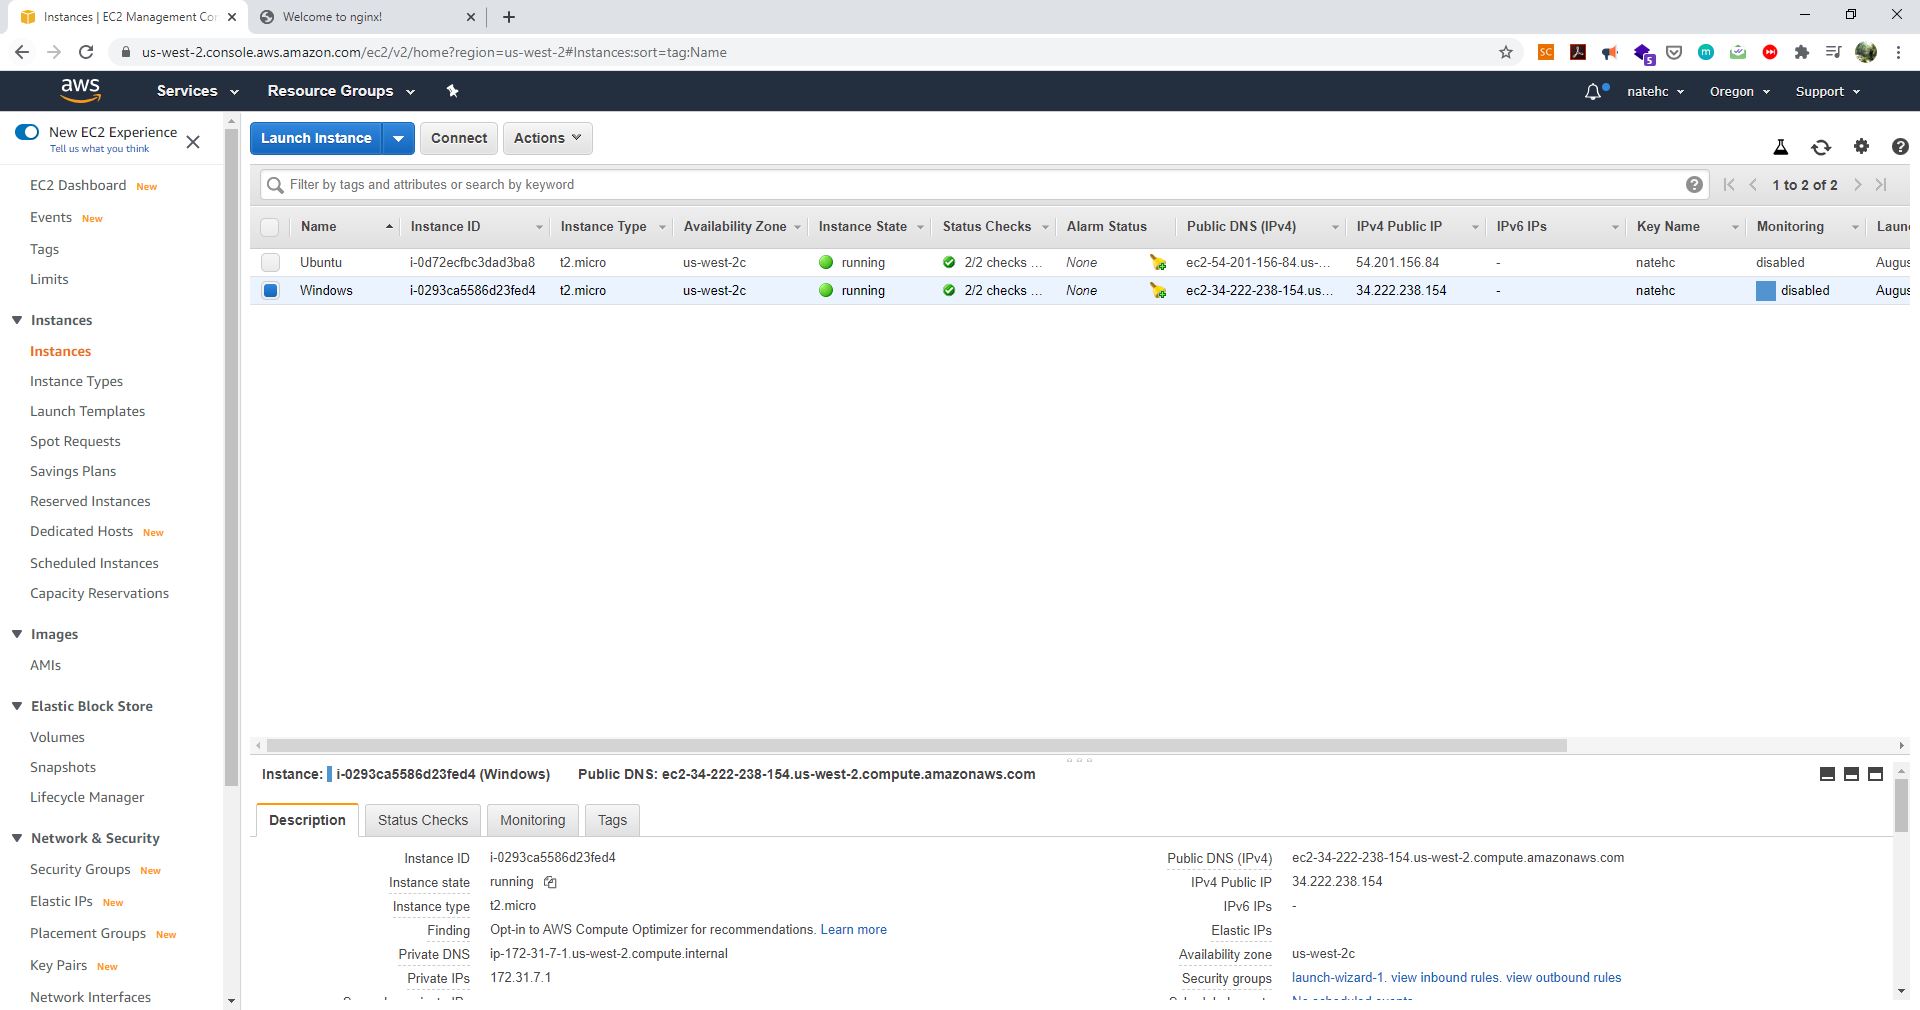 Instances | EC2 Management Con
Welcome to nginx!
us-west-2.console.aws.amazon.com/ec2/v2/home?region=us-west-2#Instances:sort=tag:Name
SC
5
m
aws
Services
Resource Groups
natehc
Oregon
Support
New EC2 Experience
Tell us what you think
EC2 Dashboard New
Events New
Tags
Limits
Instances
Instances
Instance Types
Launch Templates
Spot Requests
Savings Plans
Reserved Instances
Dedicated Hosts New
Scheduled Instances
Capacity Reservations
Images
AMIs
Elastic Block Store
Volumes
Snapshots
Lifecycle Manager
Network & Security
Security Groups New
Elastic IPs New
Placement Groups New
Key Pairs New
Network Interfaces
Launch Instance
Connect
Actions
Filter by tags and attributes or search by keyword
1 to 2 of 2
Name Instance ID Instance Type Availability Zone Instance State Status Checks Alarm Status Public DNS (IPv4) IPv4 Public IP IPv6 IPs Key Name Monitoring Laun
Ubuntu i-0d72ecfbc3dad3ba8 t2.micro us-west-2c running 2/2 checks ... None ec2-54-201-156-84.us-... 54.201.156.84 - natehc disabled Augus
Windows i-0293ca5586d23fed4 t2.micro us-west-2c running 2/2 checks ... None ec2-34-222-238-154.us... 34.222.238.154 - natehc disabled Augus
Instance: i-0293ca5586d23fed4 (Windows) Public DNS: ec2-34-222-238-154.us-west-2.compute.amazonaws.com
Description Status Checks Monitoring Tags
Instance ID i-0293ca5586d23fed4
Instance state running
Instance type t2.micro
Finding Opt-in to AWS Compute Optimizer for recommendations. Learn more
Private DNS ip-172-31-7-1.us-west-2.compute.internal
Private IPs 172.31.7.1
Public DNS (IPv4) ec2-34-222-238-154.us-west-2.compute.amazonaws.com
IPv4 Public IP 34.222.238.154
IPv6 IPs -
Elastic IPs
Availability zone us-west-2c
Security groups launch-wizard-1. view inbound rules. view outbound rules